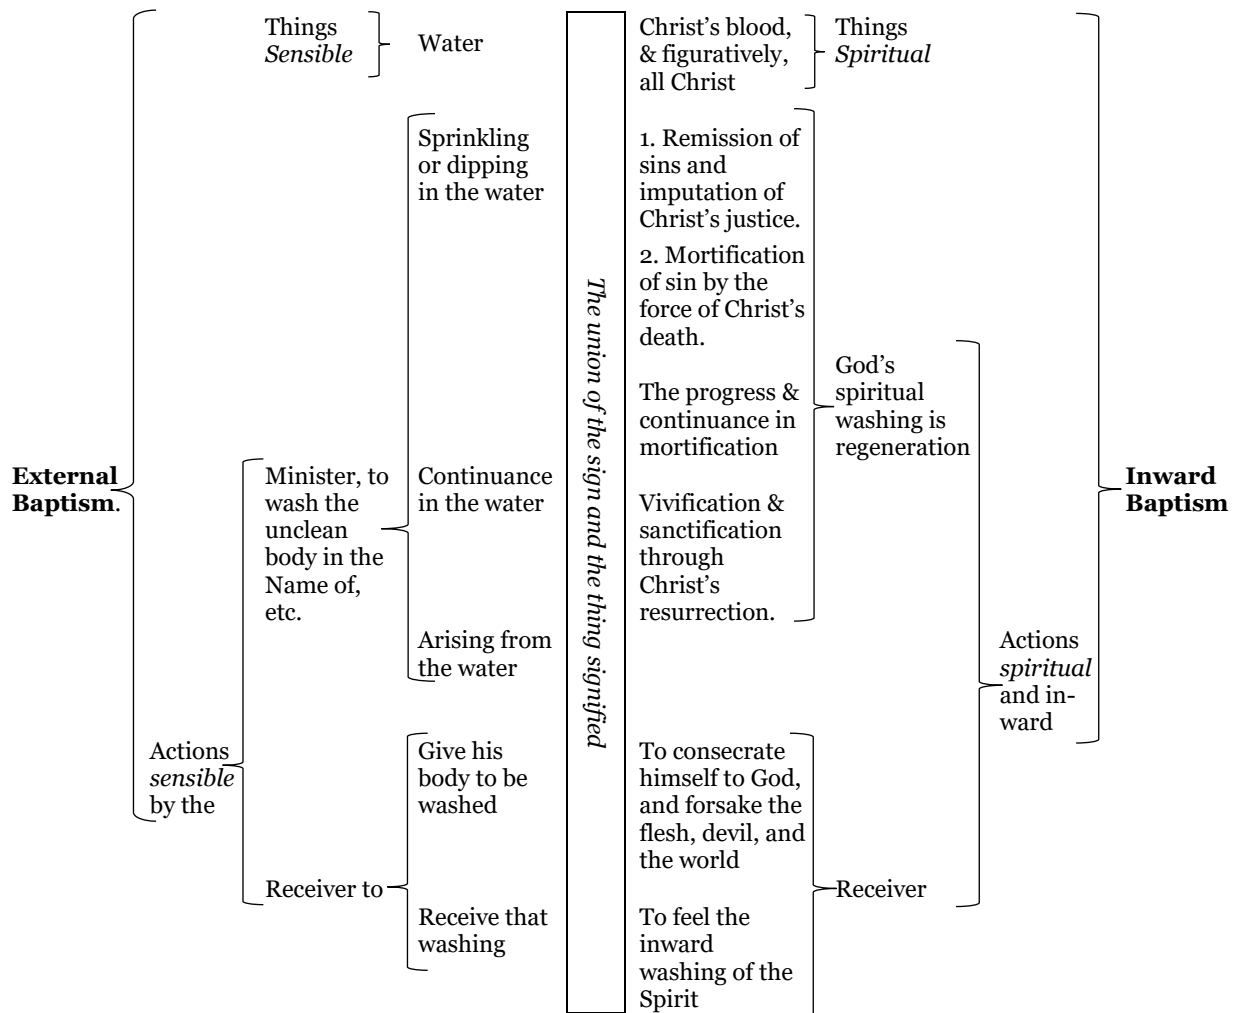 External
Baptism.
Things
Sensible
Water
Actions
sensible
by the
Minister, to
wash the
unclean
body in the
Name of,
etc.
Sprinkling
or dipping
in the water
Continuance
in the water
Arising from
the water
Receiver to
Give his
body to be
washed
Receive that
washing
The union of the sign and the thing signified
Christ’s blood,
& figuratively,
all Christ
Things
Spiritual
1. Remission of
sins and
imputation of
Christ’s justice.
2. Mortification
of sin by the
force of Christ’s
death.
The progress &
continuance in
mortification
Vivification &
sanctification
through
Christ’s
resurrection.
God’s
spiritual
washing is
regeneration
To consecrate
himself to God,
and forsake the
flesh, devil, and
the world
To feel the
inward
washing of the
Spirit
Receiver
Actions
spiritual
and in-
ward
Inward
Baptism